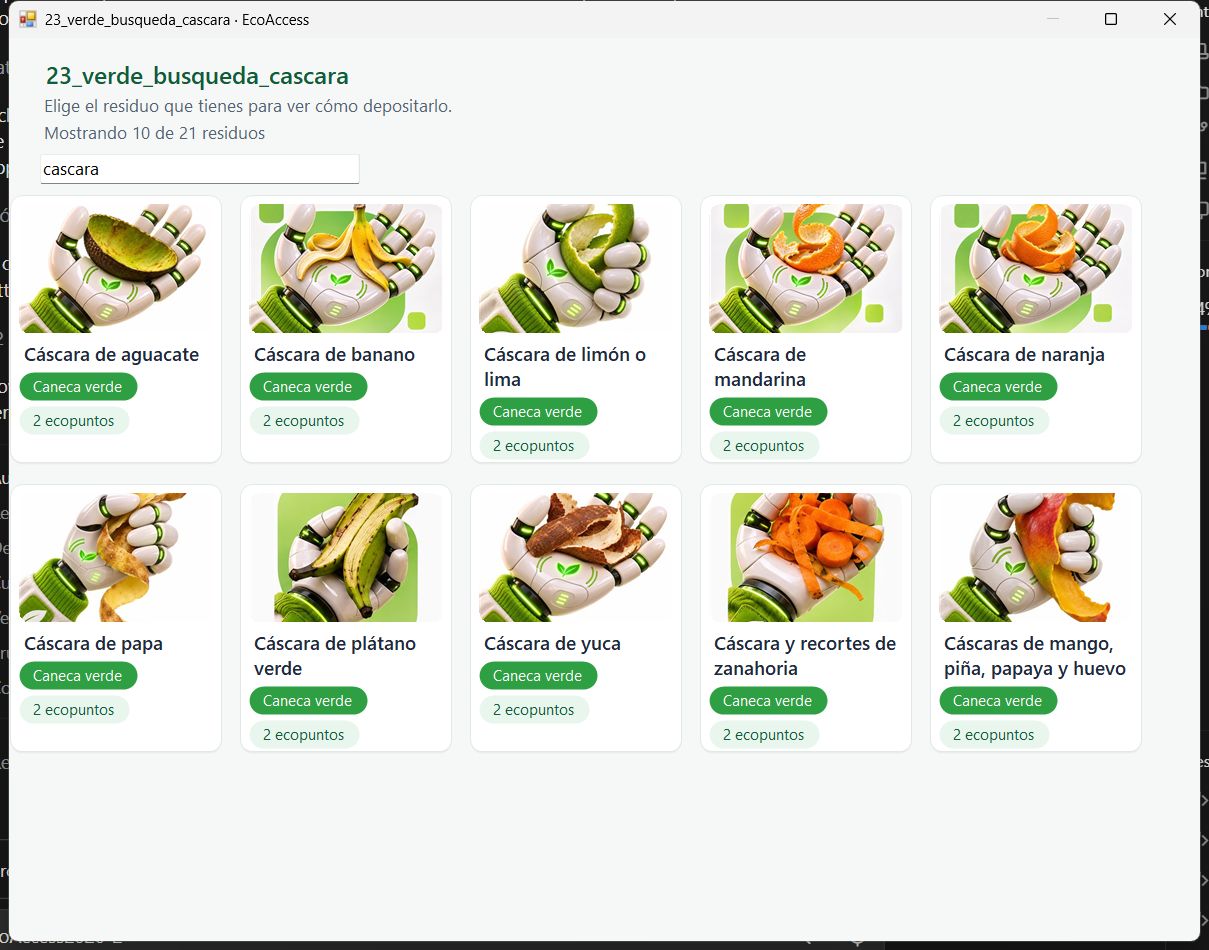 23_verde_busqueda_cascara · EcoAccess
23_verde_busqueda_cascara
Elige el residuo que tienes para ver cómo depositarlo.
Mostrando 10 de 21 residuos
cascara
Cáscara de aguacate
Caneca verde
2 ecopuntos
Cáscara de banano
Caneca verde
2 ecopuntos
Cáscara de limón o
lima
Caneca verde
2 ecopuntos
Cáscara de
mandarina
Caneca verde
2 ecopuntos
Cáscara de naranja
Caneca verde
2 ecopuntos
Cáscara de papa
Caneca verde
2 ecopuntos
Cáscara de plátano
verde
Caneca verde
2 ecopuntos
Cáscara de yuca
Caneca verde
2 ecopuntos
Cáscara y recortes de
zanahoria
Caneca verde
2 ecopuntos
Cáscaras de mango,
piña, papaya y huevo
Caneca verde
2 ecopuntos